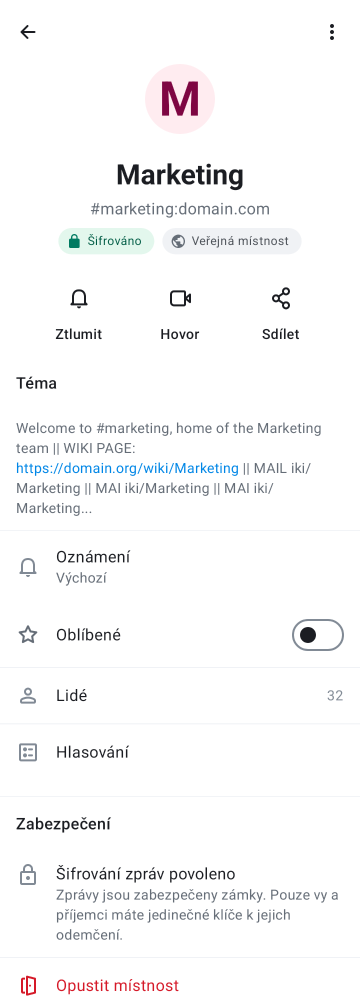 M
Marketing
#marketing:domain.com
Šifrováno
Veřejná místnost
Ztlumit
Hovor
Sdílet
Téma
Welcome to #marketing, home of the Marketing
team || WIKI PAGE:
https://domain.org/wiki/Marketing || MAIL iki/
Marketing || MAI iki/Marketing || MAI iki/
Marketing...
Oznámení
Výchozí
Oblíbené
Lidé 32
Hlasování
Zabezpečení
Šifrování zpráv povoleno
Zprávy jsou zabezpečeny zámky. Pouze vy a
příjemci máte jedinečné klíče k jejich
odemčení.
Opustit místnost